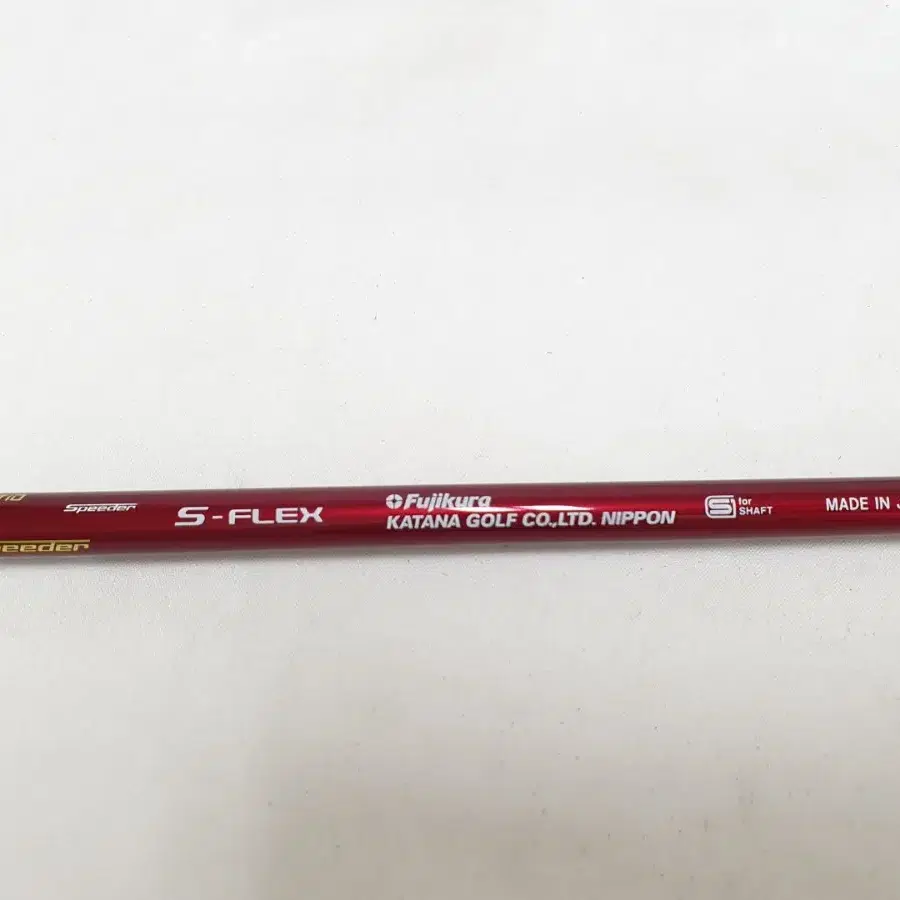 Speeder
S-FLEX
Fujikura
KATANA GOLF CO.,LTD. NIPPON
S for
SHAFT
MADE IN